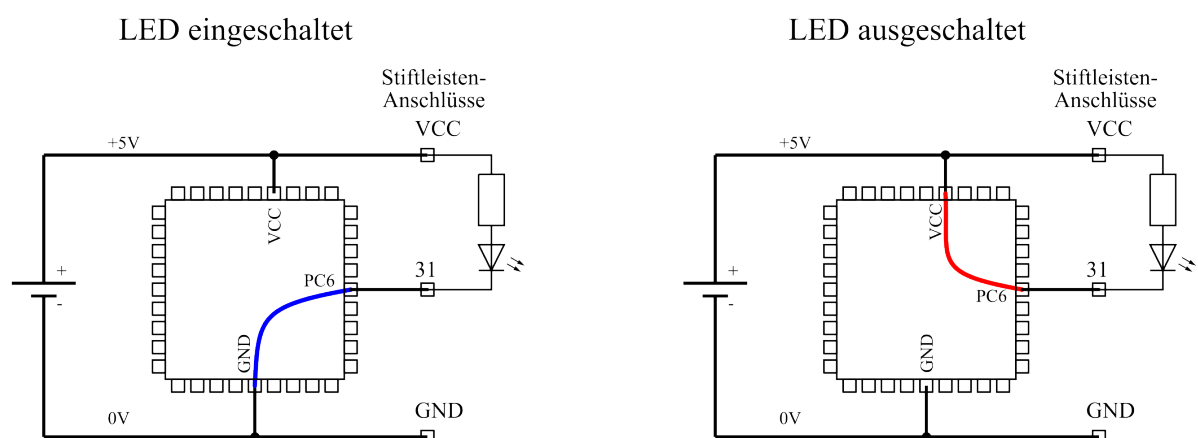 LED eingeschaltet
Stiftleisten-
Anschlüsse
VCC
+5V
VCC
+
-
PC6
31
GND
0V
GND
LED ausgeschaltet
Stiftleisten-
Anschlüsse
VCC
+5V
VCC
+
-
PC6
31
GND
0V
GND